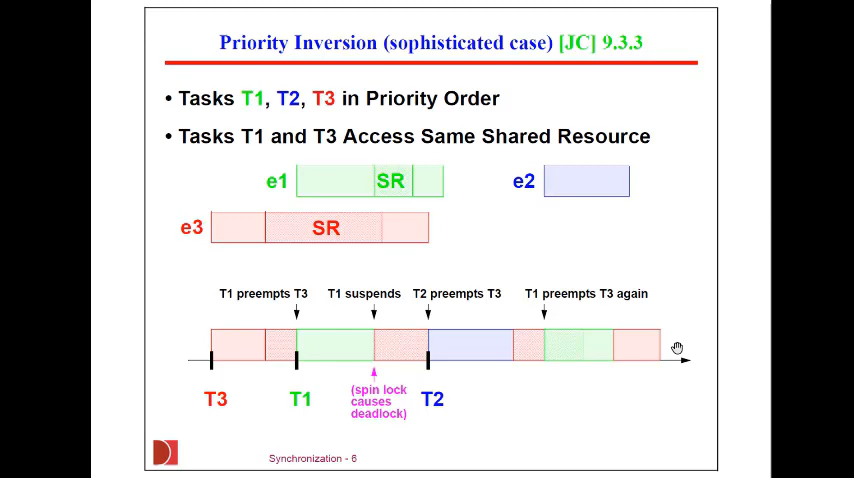 Priority Inversion (sophisticated case) [JC] 9.3.3
• Tasks T1, T2, T3 in Priority Order
• Tasks T1 and T3 Access Same Shared Resource
e1 SR e2
e3 SR
T1 preempts T3 T1 suspends T2 preempts T3 T1 preempts T3 again
T3 T1 (spin lock causes deadlock) T2
Synchronization - 6